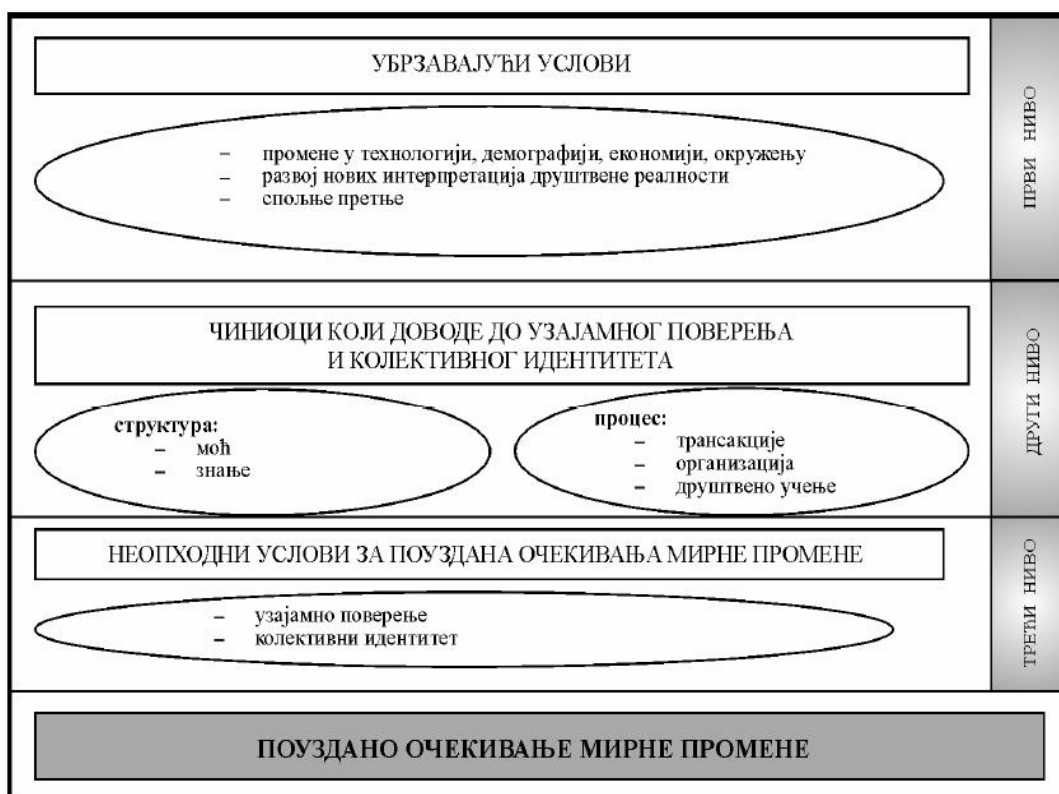 УБРЗАВАЈУЋИ УСЛОВИ
– промене у технологији, демографији, економији, окружењу
– развој нових интерпретација друштвене реалности
– спољње претње
ПРВИ НИВО
ЧИНИОЦИ КОЈИ ДОВОДЕ ДО УЗАЈАМНОГ ПОВЕРЕЊА
И КОЛЕКТИВНОГ ИДЕНТИТЕТА
структура:
– моћ
– знање
процес:
– трансакције
– организација
– друштвено учење
ДРУГИ НИВО
НЕОПХОДНИ УСЛОВИ ЗА ПОУЗДАНА ОЧЕКИВАЊА МИРНЕ ПРОМЕНЕ
– узајамно поверење
– колективни идентитет
ТРЕЋИ НИВО
ПОУЗДАНО ОЧЕКИВАЊЕ МИРНЕ ПРОМЕНЕ